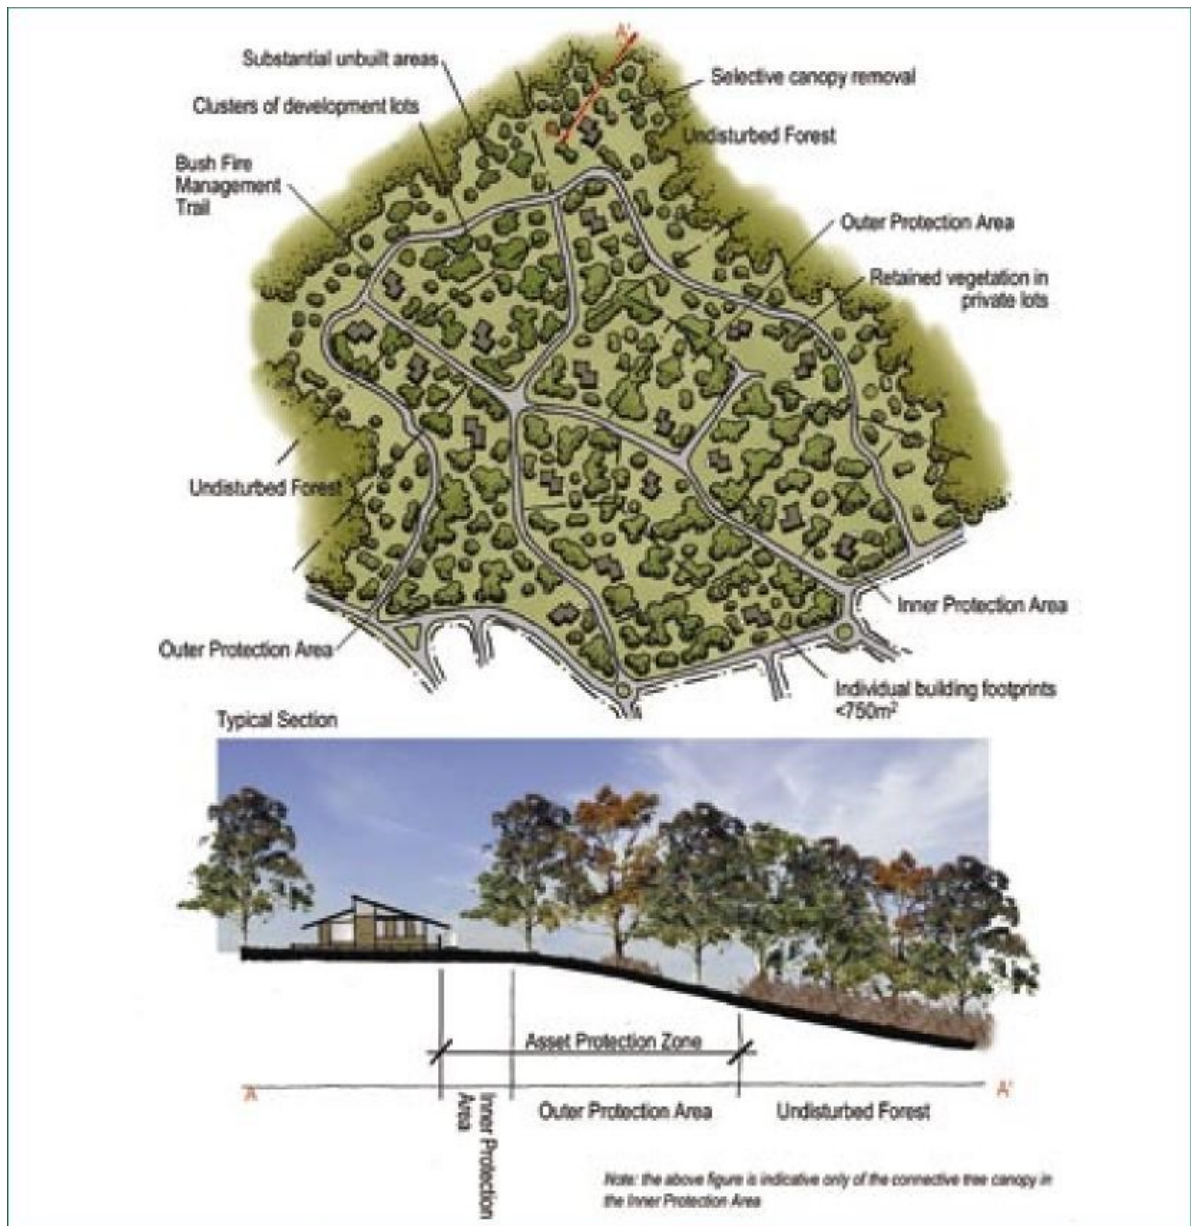 A'
Substantial unbuilt areas
Selective canopy removal
Clusters of development lots
Undisturbed Forest
Bush Fire
Management
Trail
Outer Protection Area
Retained vegetation in
private lots
Undisturbed Forest
Inner Protection Area
Outer Protection Area
Individual building footprints
<750m²
Typical Section
Asset Protection Zone
A
A'
Inner Protection
Area
Outer Protection Area
Undisturbed Forest
Note: the above figure is indicative only of the connective tree canopy in
the Inner Protection Area